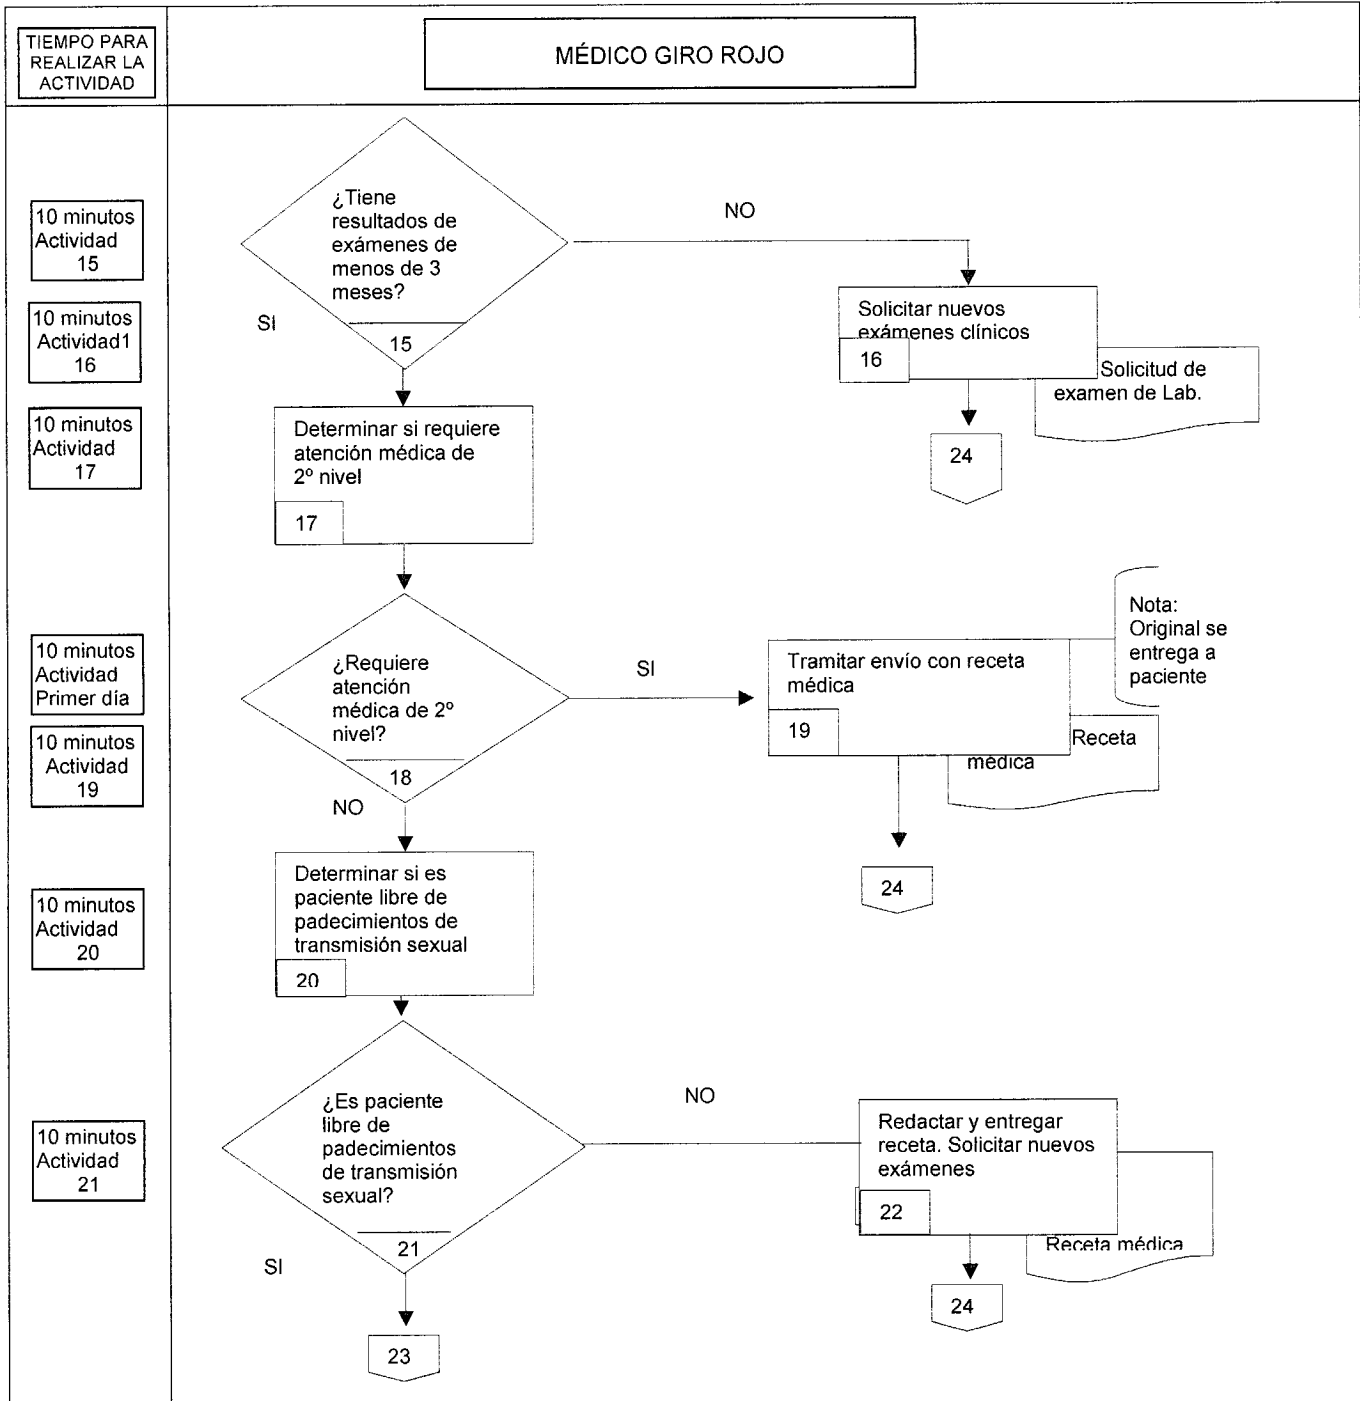 TIEMPO PARA
REALIZAR LA
ACTIVIDAD
MÉDICO GIRO ROJO
10 minutos
Actividad
15
¿Tiene
resultados de
exámenes de
menos de 3
meses?
15
NO
SI
10 minutos
Actividad1
16
Solicitar nuevos
exámenes clínicos
16
Solicitud de
examen de Lab.
24
10 minutos
Actividad
17
Determinar si requiere
atención médica de
2º nivel
17
10 minutos
Actividad
Primer día
¿Requiere
atención
médica de 2º
nivel?
18
SI
NO
Tramitar envío con receta
médica
19
Nota:
Original se
entrega a
paciente
Receta
médica
24
10 minutos
Actividad
19
10 minutos
Actividad
20
Determinar si es
paciente libre de
padecimientos de
transmisión sexual
20
10 minutos
Actividad
21
¿Es paciente
libre de
padecimientos
de transmisión
sexual?
21
NO
SI
Redactar y entregar
receta. Solicitar nuevos
exámenes
22
Receta médica
24
23